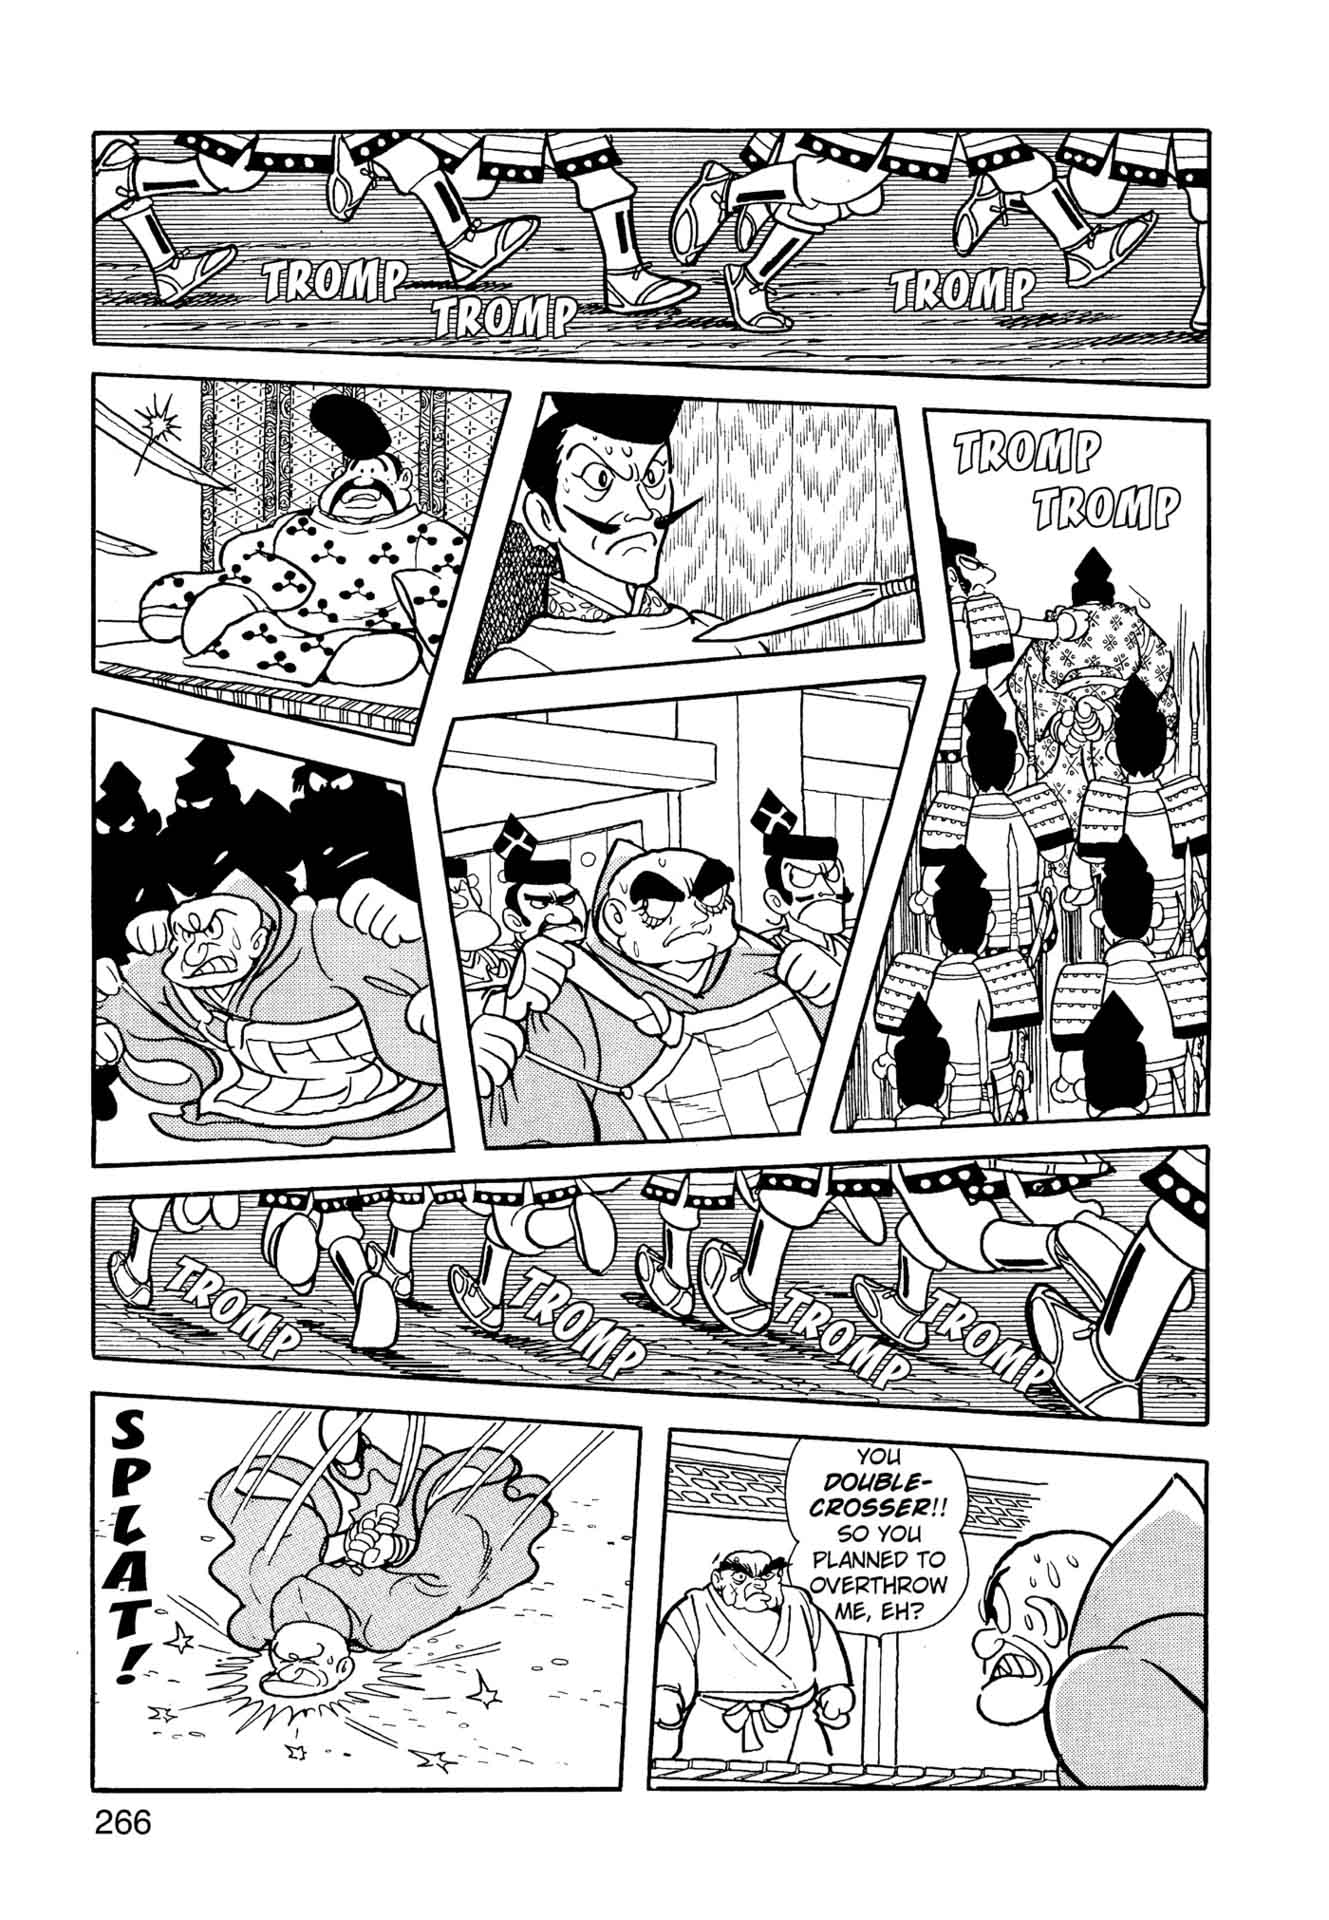 TROMP
TROMP
TROMP
TROMP
TROMP
TROMP
TROMP
TROMP
TROMP
SPLAT!
YOU
DOUBLE-
CROSSER!!
SO YOU
PLANNED TO
OVERTHROW
ME, EH?
266